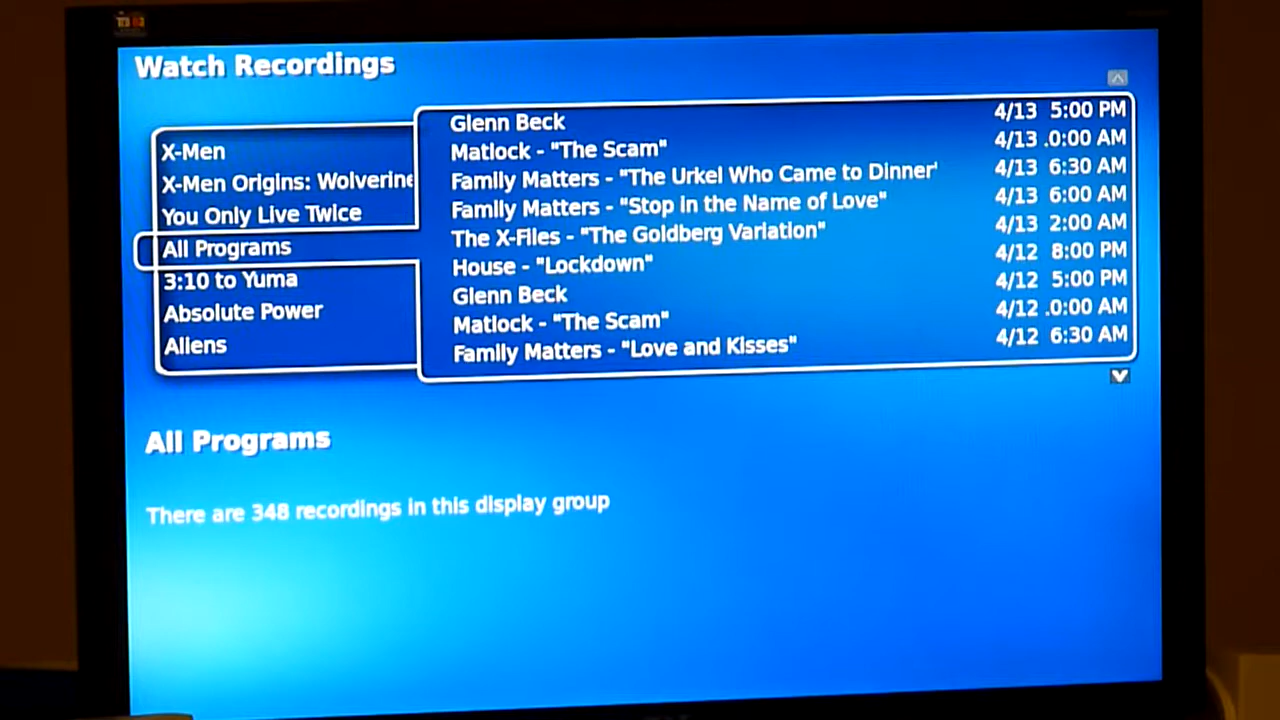 Watch Recordings
X-Men
X-Men Origins: Wolverine
You Only Live Twice
All Programs
3:10 to Yuma
Absolute Power
Aliens
Glenn Beck 4/13 5:00 PM
Matlock - "The Scam" 4/13 .0:00 AM
Family Matters - "The Urkel Who Came to Dinner' 4/13 6:30 AM
Family Matters - "Stop in the Name of Love" 4/13 6:00 AM
The X-Files - "The Goldberg Variation" 4/13 2:00 AM
House - "Lockdown" 4/12 8:00 PM
Glenn Beck 4/12 5:00 PM
Matlock - "The Scam" 4/12 .0:00 AM
Family Matters - "Love and Kisses" 4/12 6:30 AM
All Programs
There are 348 recordings in this display group